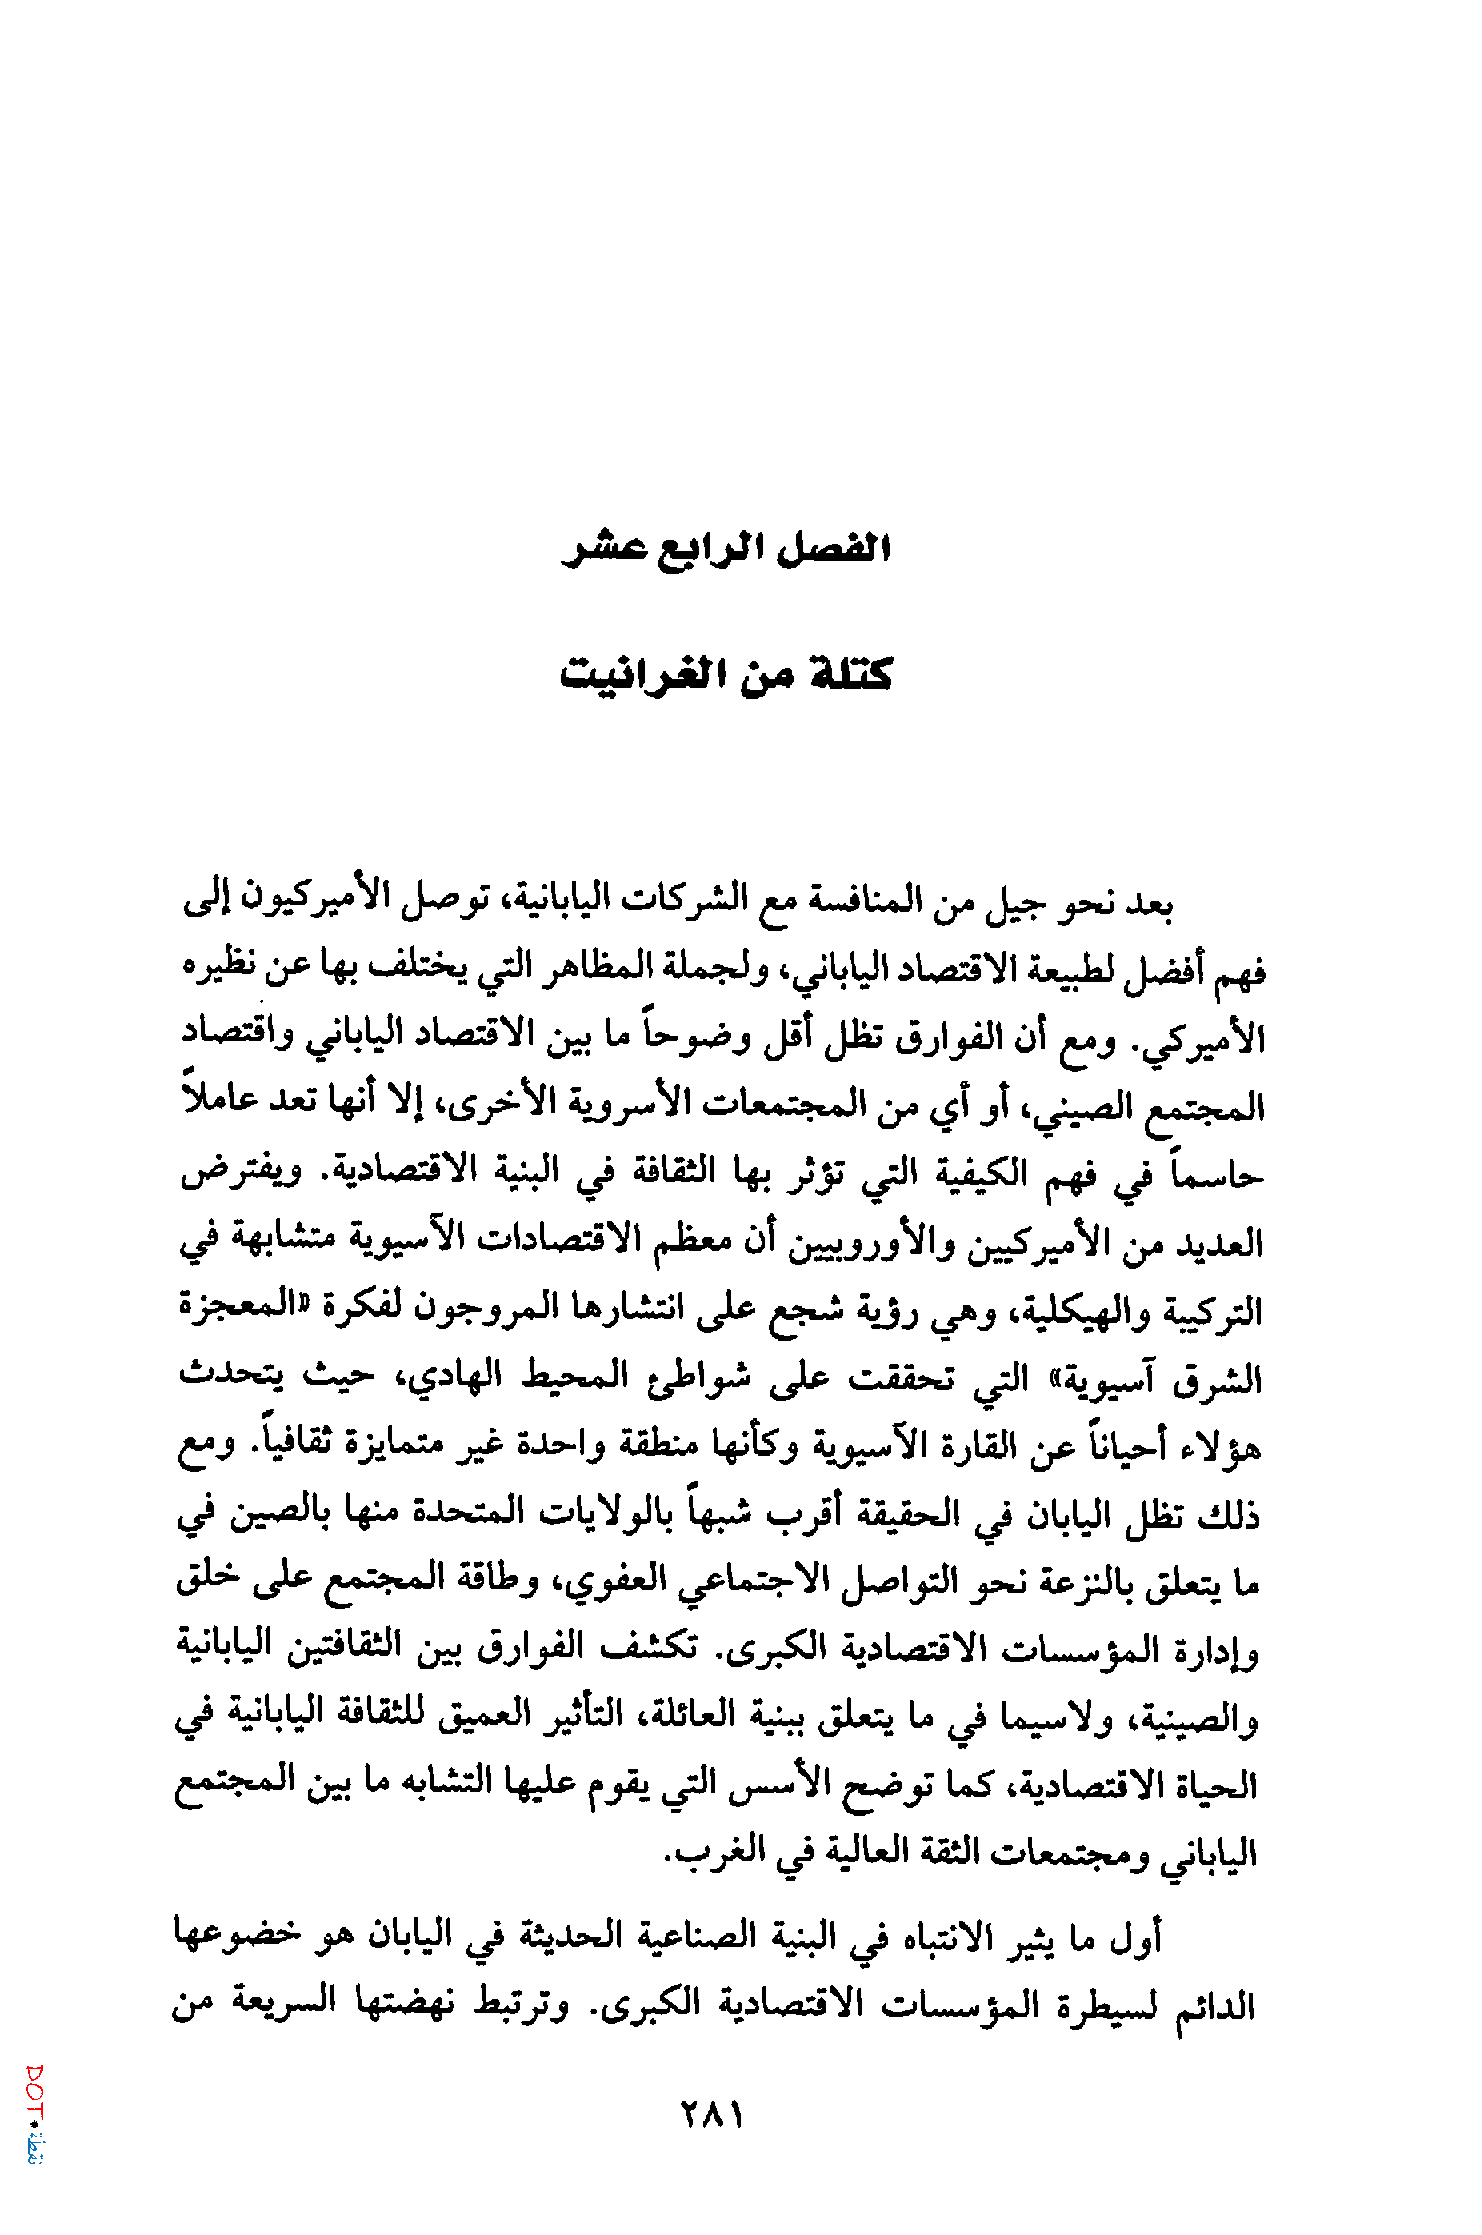 الفصل الرابع عشر
كتلة من الغرانيت
بعد نحو جيل من المنافسة مع الشركات اليابانية، توصل الأميركيون إلى
فهم أفضل لطبيعة الاقتصاد الياباني، ولجملة المظاهر التي يختلف بها عن نظيره
الأميركي. ومع أن الفوارق تظل أقل وضوحاً ما بين الاقتصاد الياباني واقتصاد
المجتمع الصيني، أو أي من المجتمعات الأسروية الأخرى، إلا أنها تعد عاملاً
حاسماً في فهم الكيفية التي تؤثر بها الثقافة في البنية الاقتصادية. ويفترض
العديد من الأميركيين والأوروبيين أن معظم الاقتصادات الآسيوية متشابهة في
التركيبة والهيكلية، وهي رؤية شجع على انتشارها المروجون لفكرة «المعجزة
الشرق آسيوية» التي تحققت على شواطئ المحيط الهادي، حيث يتحدث
هؤلاء أحياناً عن القارة الآسيوية وكأنها منطقة واحدة غير متمايزة ثقافياً. ومع
ذلك تظل اليابان في الحقيقة أقرب شبهاً بالولايات المتحدة منها بالصين في
ما يتعلق بالنزعة نحو التواصل الاجتماعي العفوي، وطاقة المجتمع على خلق
وإدارة المؤسسات الاقتصادية الكبرى. تكشف الفوارق بين الثقافتين اليابانية
والصينية، ولاسيما في ما يتعلق ببنية العائلة، التأثير العميق للثقافة اليابانية في
الحياة الاقتصادية، كما توضح الأسس التي يقوم عليها التشابه ما بين المجتمع
الياباني ومجتمعات الثقة العالية في الغرب.
أول ما يثير الانتباه في البنية الصناعية الحديثة في اليابان هو خضوعها
الدائم لسيطرة المؤسسات الاقتصادية الكبرى. وترتبط نهضتها السريعة من
٢٨١
DOT•نقطة